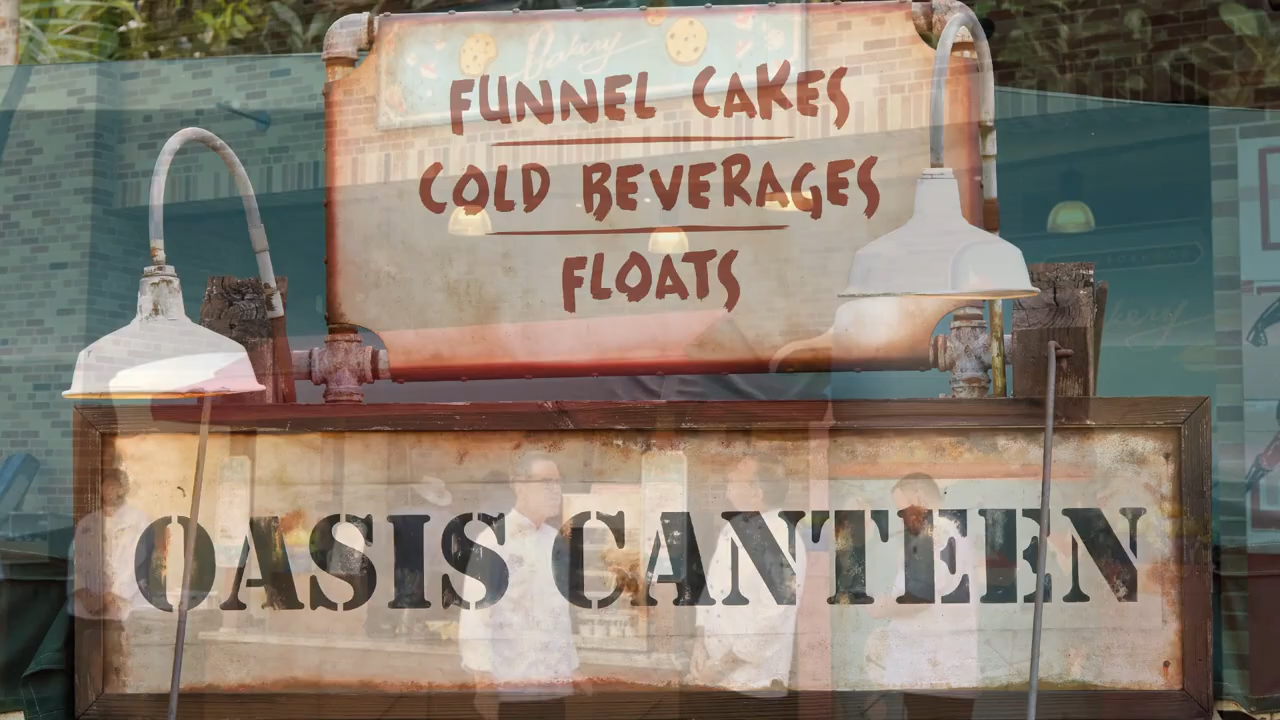 Bakery
FUNNEL CAKES
COLD BEVERAGES
FLOATS
OASIS CANTEEN